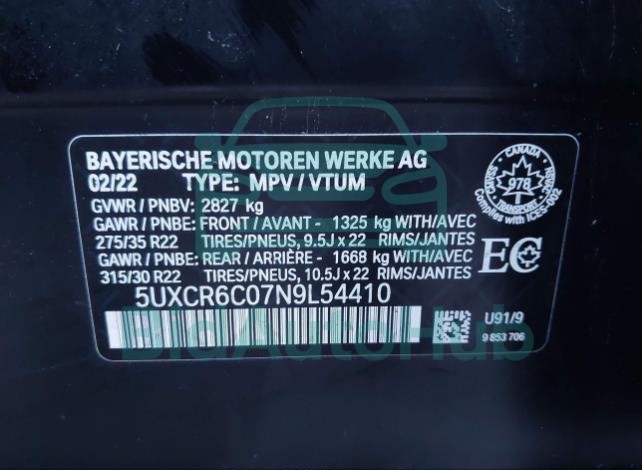 BAYERISCHE MOTOREN WERKE AG
02/22 TYPE: MPV / VTUM
GVWR / PNBV: 2827 kg
GAWR / PNBE: FRONT / AVANT - 1325 kg WITH/AVEC
275/35 R22 TIRES/PNEUS, 9.5J x 22 RIMS/JANTES
GAWR / PNBE: REAR / ARRIÈRE - 1668 kg WITH/AVEC
315/30 R22 TIRES/PNEUS, 10.5J x 22 RIMS/JANTES
5UXCR6C07N9L54410
CANADA
978
TRANSPORT
Complies with ICES-002
EC
U91/9
9 853 706
BidAutoHub